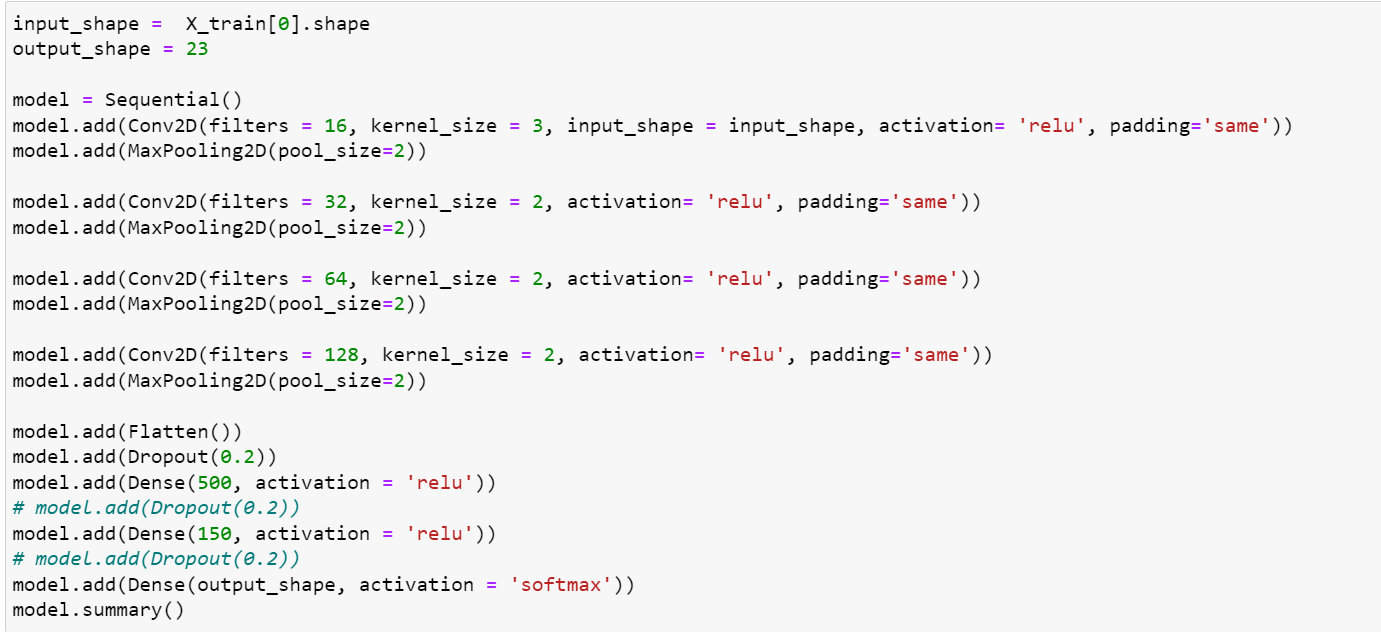 input_shape =  X_train[0].shape
output_shape = 23
model = Sequential()
model.add(Conv2D(filters = 16, kernel_size = 3, input_shape = input_shape, activation= 'relu', padding='same'))
model.add(MaxPooling2D(pool_size=2))
model.add(Conv2D(filters = 32, kernel_size = 2, activation= 'relu', padding='same'))
model.add(MaxPooling2D(pool_size=2))
model.add(Conv2D(filters = 64, kernel_size = 2, activation= 'relu', padding='same'))
model.add(MaxPooling2D(pool_size=2))
model.add(Conv2D(filters = 128, kernel_size = 2, activation= 'relu', padding='same'))
model.add(MaxPooling2D(pool_size=2))
model.add(Flatten())
model.add(Dropout(0.2))
model.add(Dense(500, activation = 'relu'))
# model.add(Dropout(0.2))
model.add(Dense(150, activation = 'relu'))
# model.add(Dropout(0.2))
model.add(Dense(output_shape, activation = 'softmax'))
model.summary()